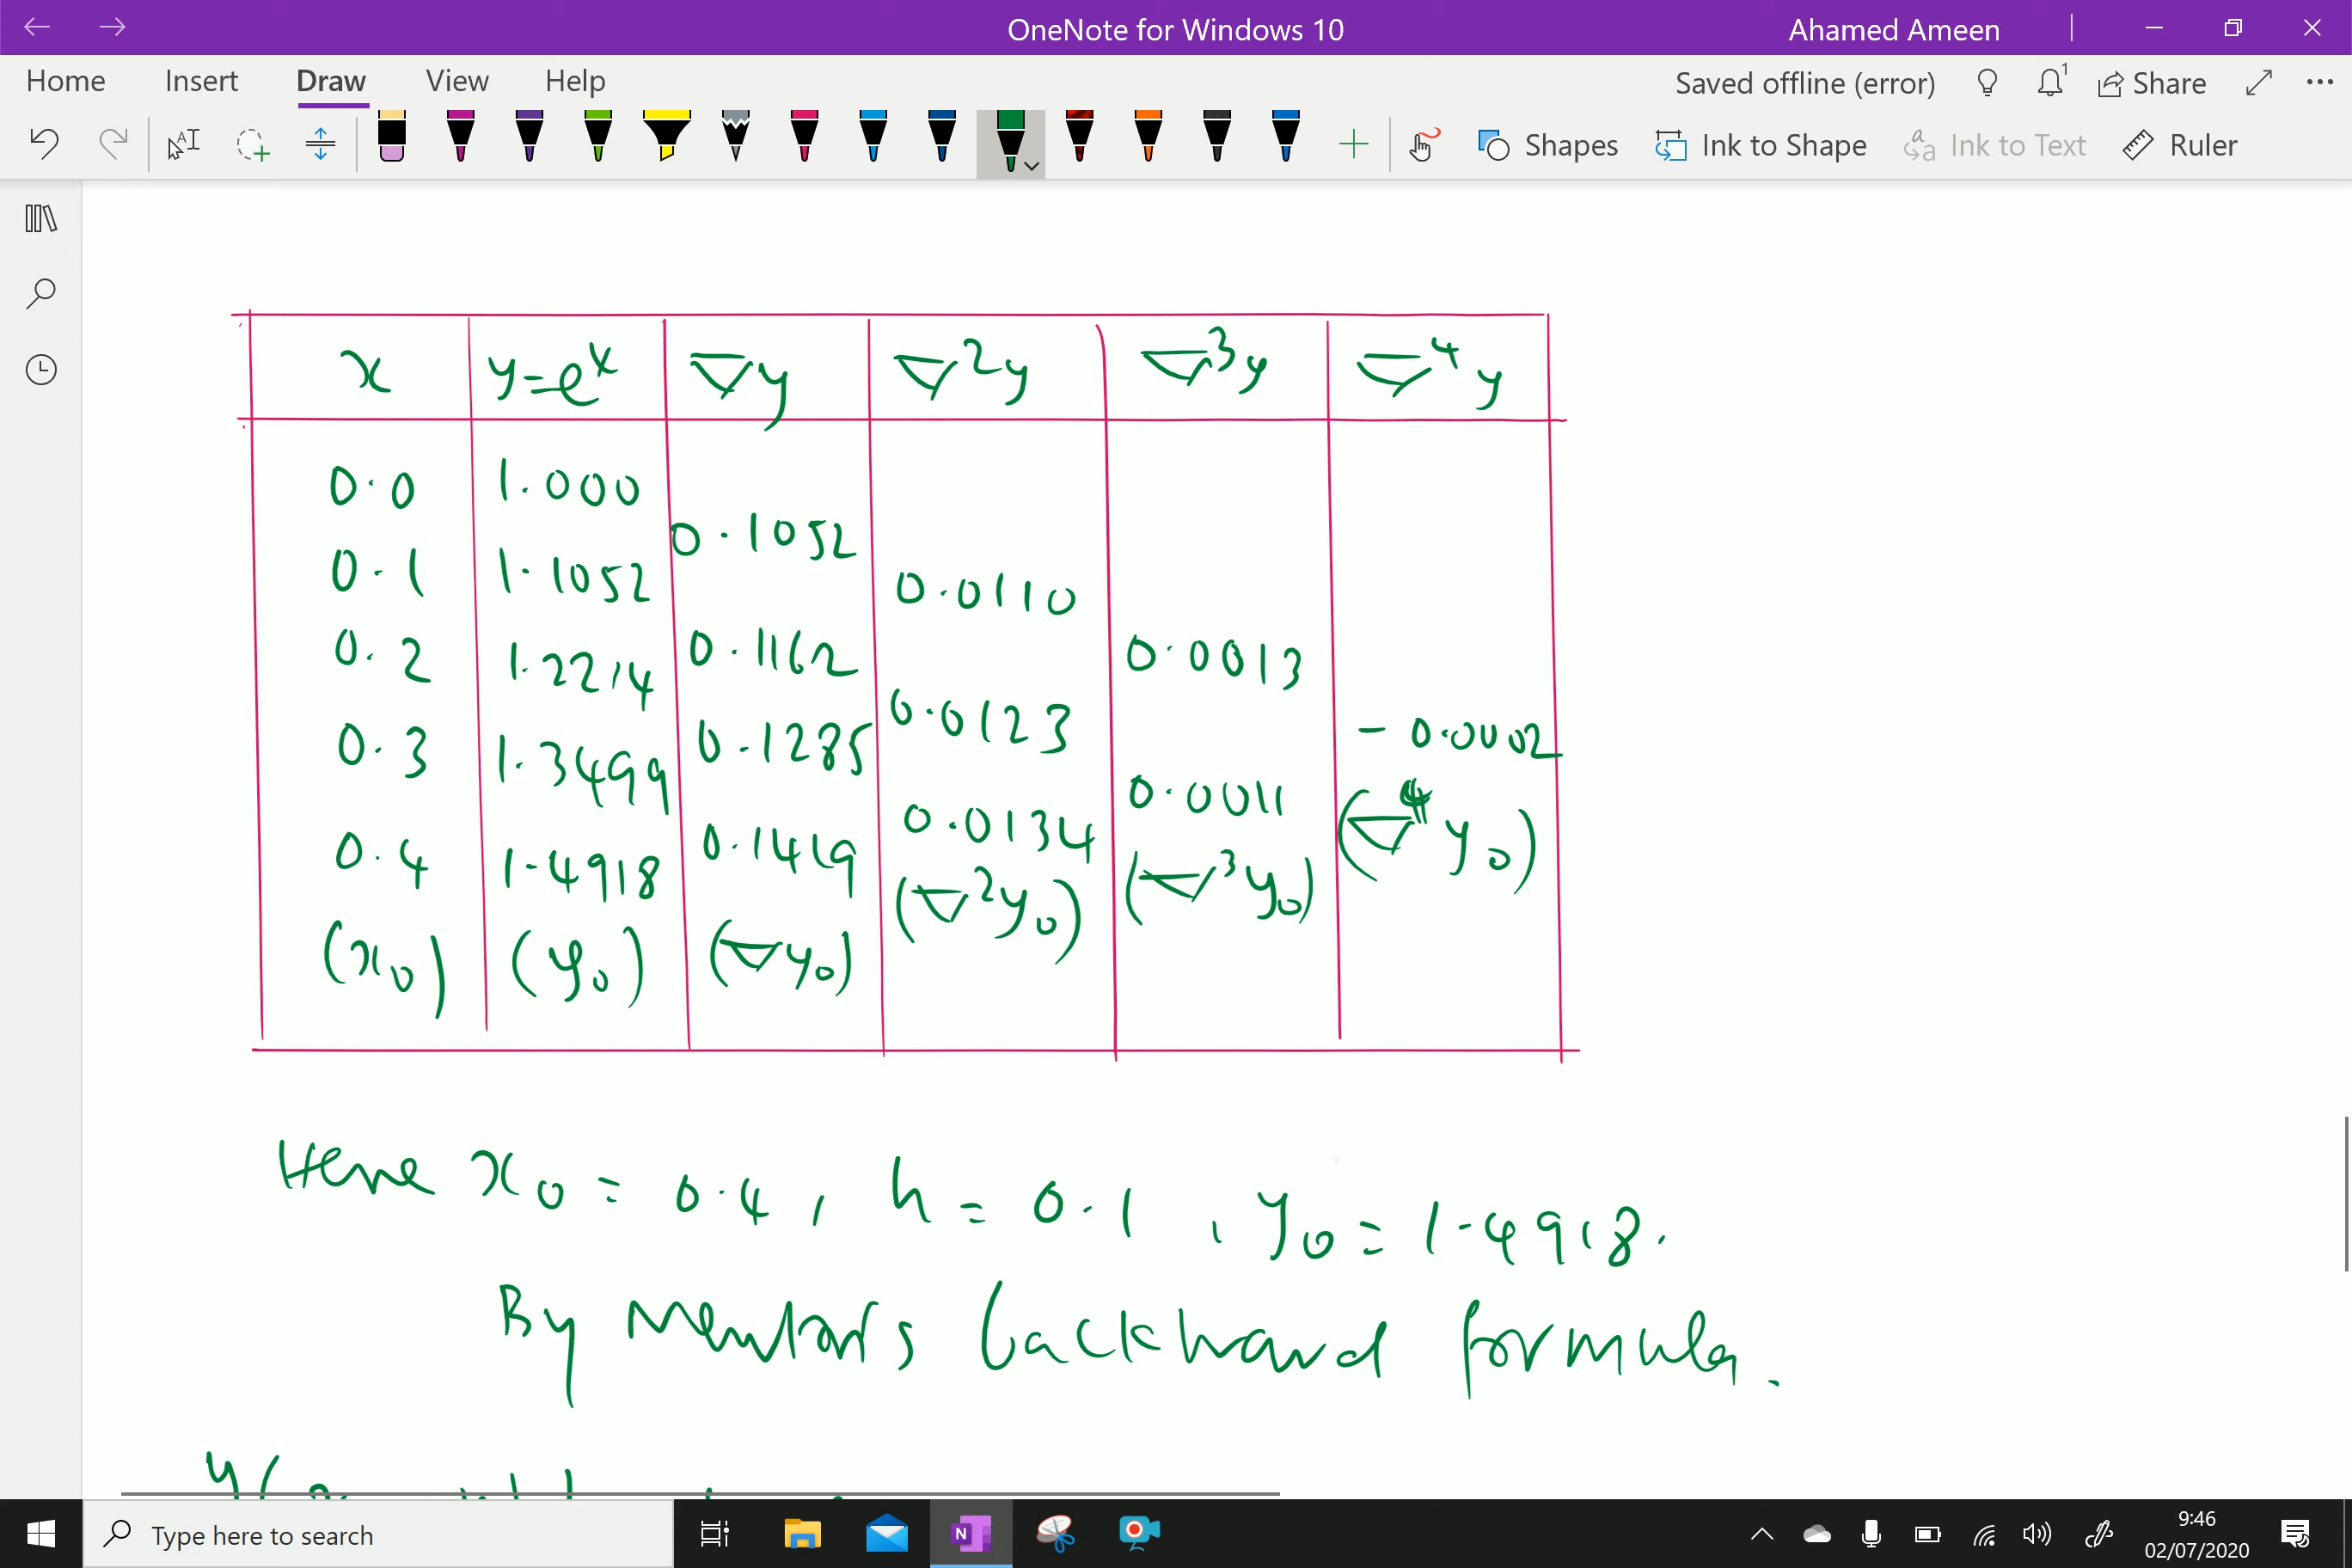 OneNote for Windows 10 Ahamed Ameen
Home Insert Draw View Help Saved offline (error) 1 Share
Shapes Ink to Shape Ink to Text Ruler
x y=e^x ▽y ▽²y ▽³y ▽⁴y
0.0 1.000
0.1052
0.1 1.1052
0.0110
0.2 1.2214 0.1162 0.0013
0.0123
0.3 1.3499 0.1285 -0.0002
0.0011 (▽⁴y₀)
0.4 1.4918 0.1419 0.0134
(x₀) (y₀) (▽y₀) (▽²y₀) (▽³y₀)
Here x₀ = 0.4, h = 0.1, y₀ = 1.4918.
By Newton's backward formula.
Type here to search
9:46
02/07/2020